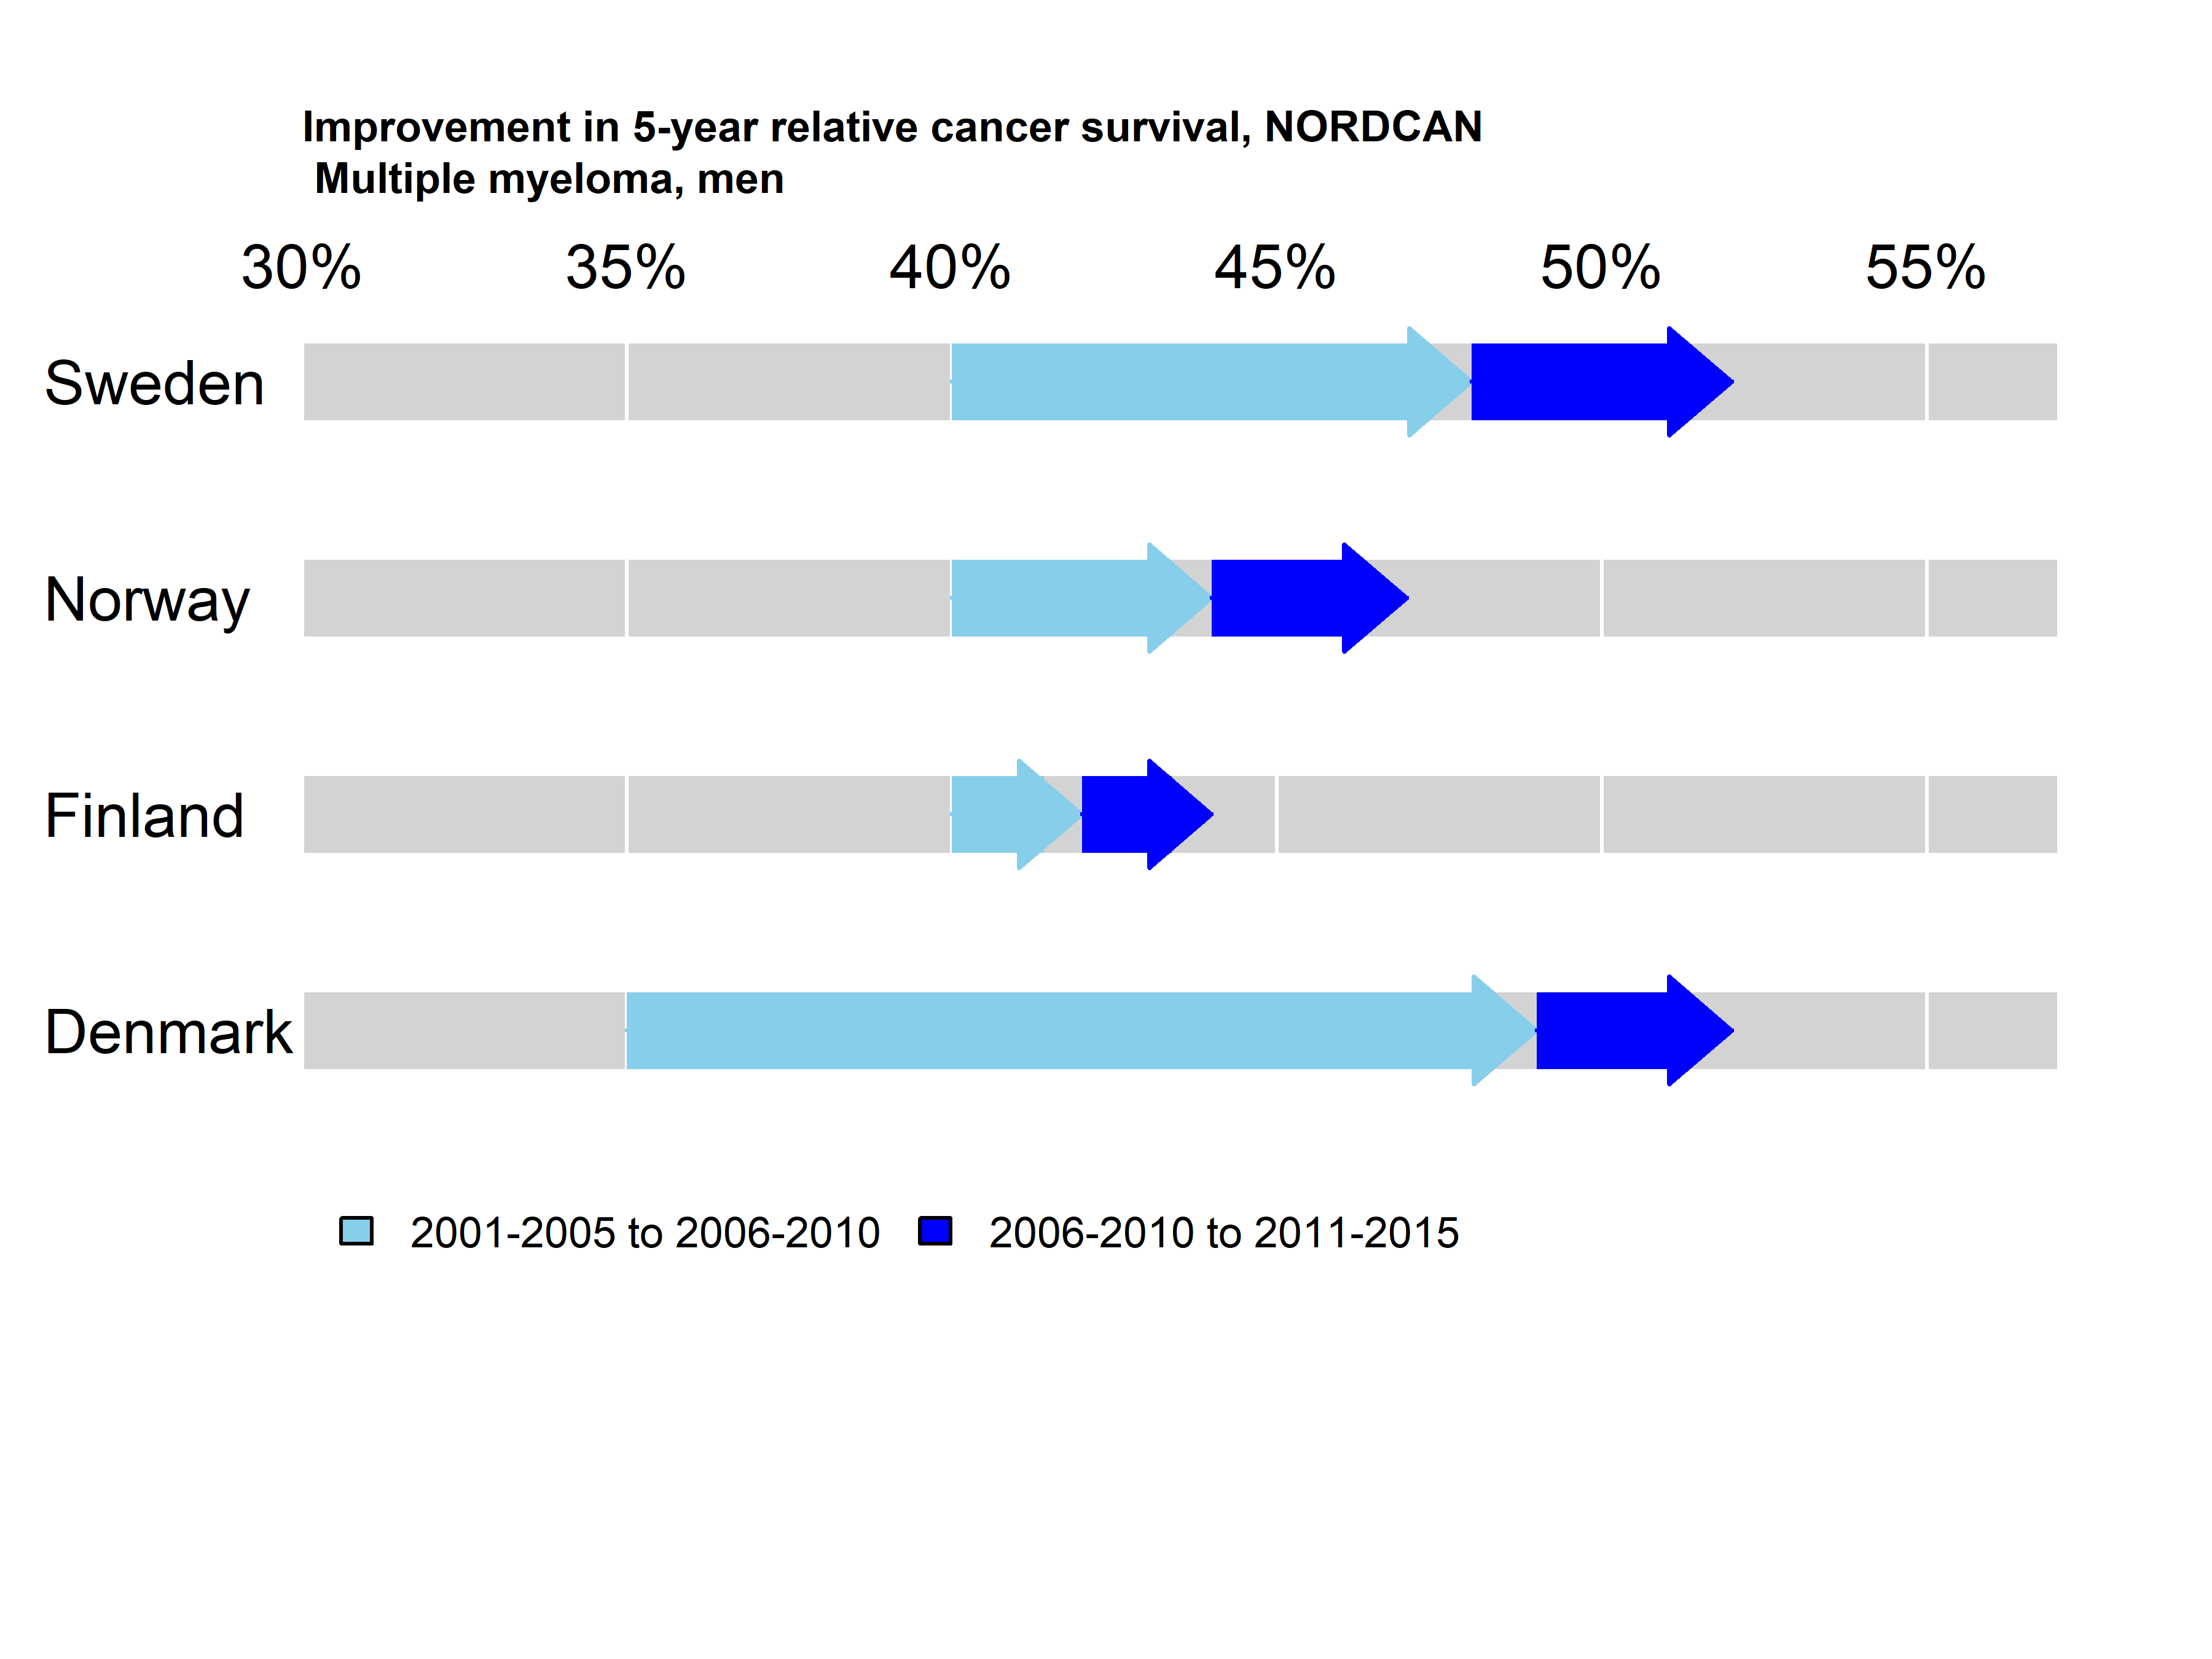 Improvement in 5-year relative cancer survival, NORDCAN
Multiple myeloma, men
30% 35% 40% 45% 50% 55%
Sweden
Norway
Finland
Denmark
2001-2005 to 2006-2010 2006-2010 to 2011-2015